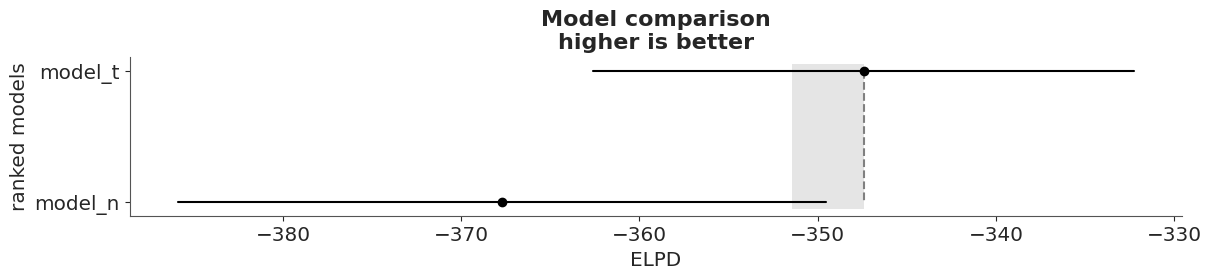 Model comparison
higher is better
ranked models
model_t
model_n
−380 −370 −360 −350 −340 −330
ELPD